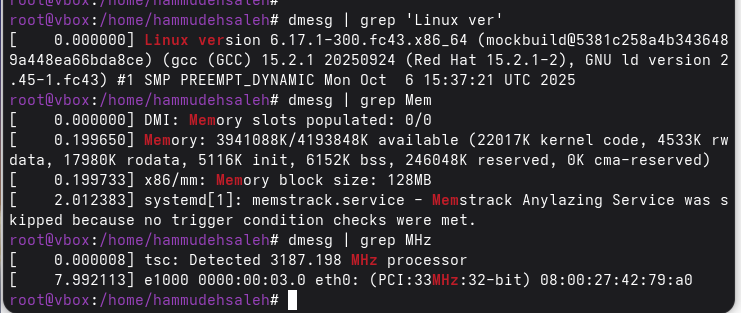 root@vbox:/home/hammudehsaleh# dmesg | grep 'Linux ver'
[    0.000000] Linux version 6.17.1-300.fc43.x86_64 (mockbuild@5381c258a4b343648
9a448ea66bda8ce) (gcc (GCC) 15.2.1 20250924 (Red Hat 15.2.1-2), GNU ld version 2
.45-1.fc43) #1 SMP PREEMPT_DYNAMIC Mon Oct  6 15:37:21 UTC 2025
root@vbox:/home/hammudehsaleh# dmesg | grep Mem
[    0.000000] DMI: Memory slots populated: 0/0
[    0.199650] Memory: 3941088K/4193848K available (22017K kernel code, 4533K rw
data, 17980K rodata, 5116K init, 6152K bss, 246048K reserved, 0K cma-reserved)
[    0.199733] x86/mm: Memory block size: 128MB
[    2.012383] systemd[1]: memstrack.service - Memstrack Anylazing Service was s
kipped because no trigger condition checks were met.
root@vbox:/home/hammudehsaleh# dmesg | grep MHz
[    0.000008] tsc: Detected 3187.198 MHz processor
[    7.992113] e1000 0000:00:03.0 eth0: (PCI:33MHz:32-bit) 08:00:27:42:79:a0
root@vbox:/home/hammudehsaleh#